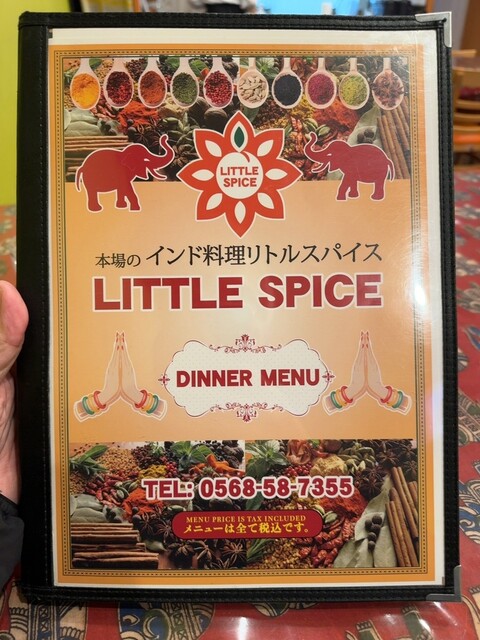 LITTLE
SPICE
本場の インド料理リトルスパイス
LITTLE SPICE
DINNER MENU
TEL: 0568-58-7355
MENU PRICE IS TAX INCLUDED
メニューは全て税込です。